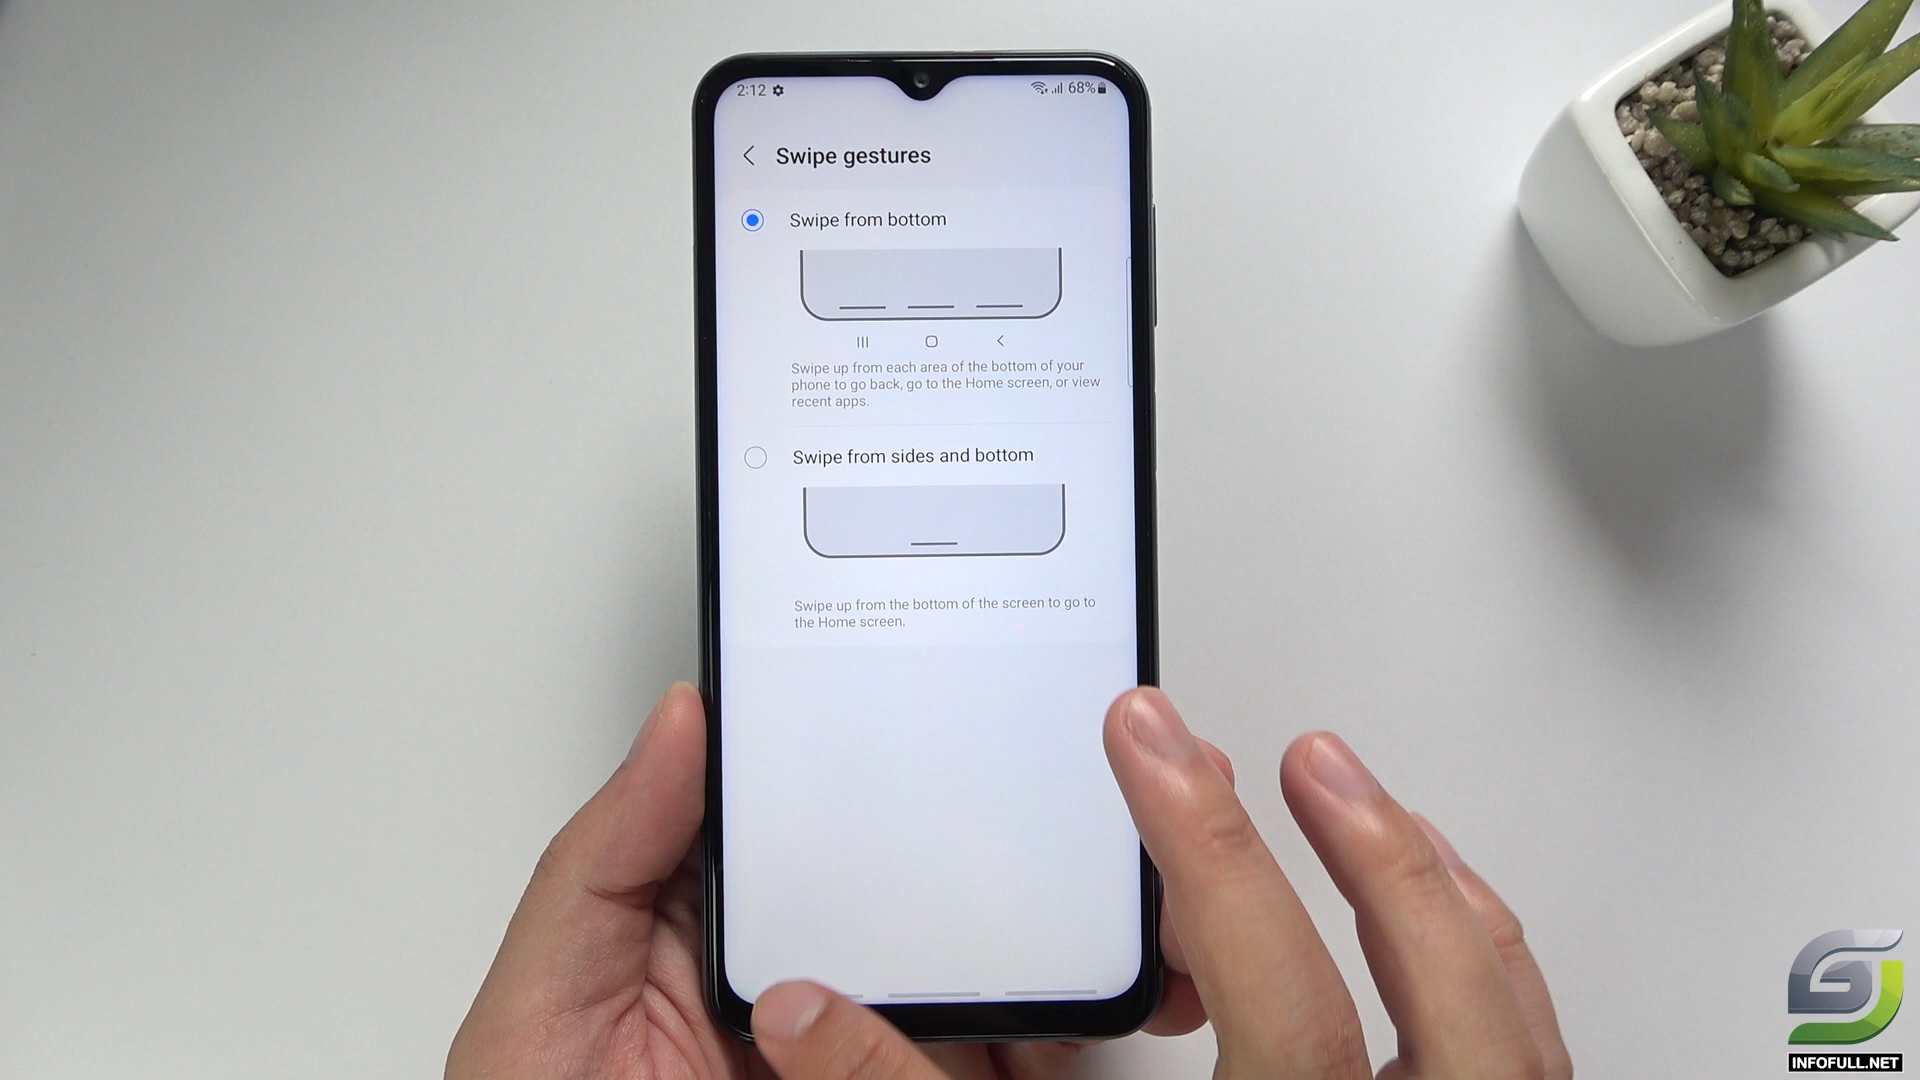 2:12
68%
Swipe gestures
Swipe from bottom
Swipe up from each area of the bottom of your
phone to go back, go to the Home screen, or view
recent apps.
Swipe from sides and bottom
Swipe up from the bottom of the screen to go to
the Home screen.
INFOFULL.NET